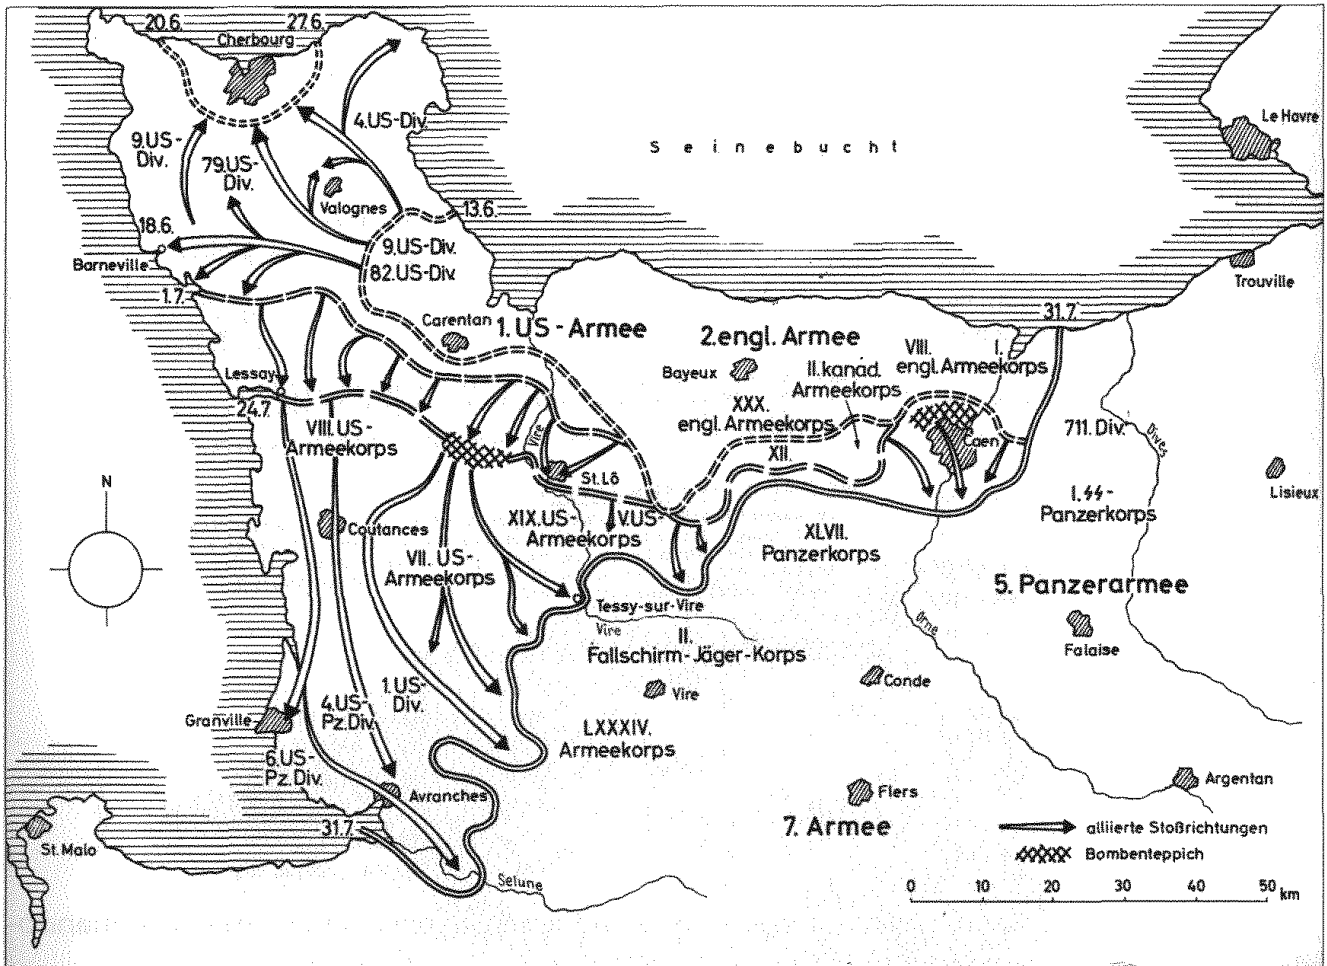 20.6.
27.6.
Cherbourg
4.US-Div.
9.US-
Div.
79.US-
Div.
Valognes
13.6.
18.6.
9.US-Div.
82.US-Div.
Barneville
1.7.
Seinebucht
Le Havre
Trouville
Carentan
1.US-Armee
2.engl. Armee
31.7.
Bayeux
VIII.
engl. Armeekorps
I.
II.kanad.
Armeekorps
XXX.
engl. Armeekorps
Lessay
24.7.
VIII.US-
Armeekorps
Vire
St.Lô
XII.
Caen
711. Div.
Dives
Lisieux
I.ᛋᛋ-
Panzerkorps
N
Coutances
XIX.US-
Armeekorps
V.US-
XLVII.
Panzerkorps
VII. US-
Armeekorps
5. Panzerarmee
Tessy-sur-Vire
Vire
Orne
Falaise
II.
Fallschirm-Jäger-Korps
Vire
Conde
1.US-
Div.
4.US-
Pz.Div.
Granville
LXXXIV.
Armeekorps
6.US-
Pz.Div.
Avranches
Flers
Argentan
31.7.
7. Armee
St.Malo
Selune
alliierte Stoßrichtungen
Bombenteppich
0 10 20 30 40 50 km